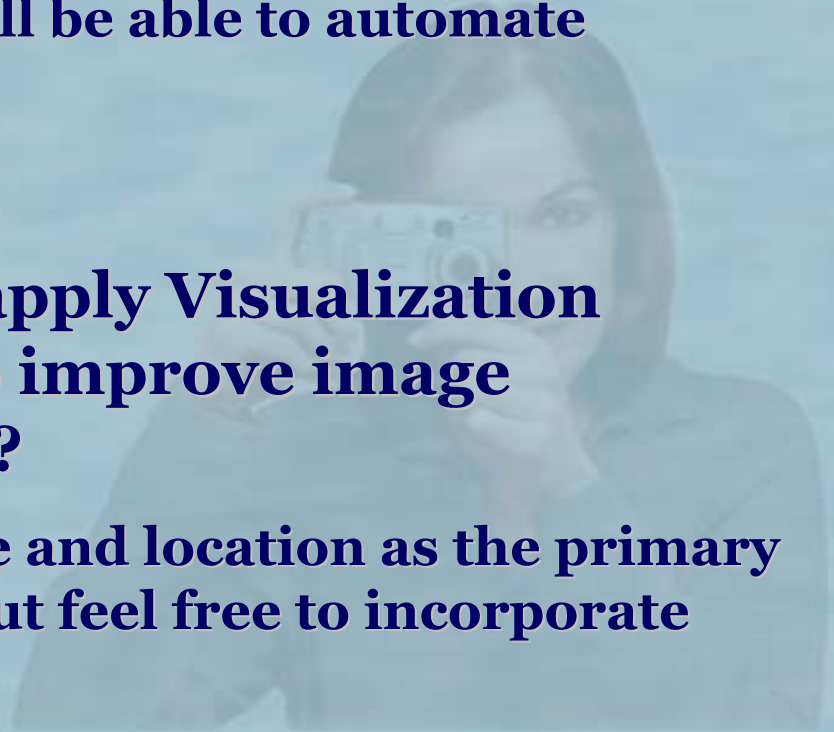 ll be able to automate
apply Visualization
improve image
?
e and location as the primary
ut feel free to incorporate